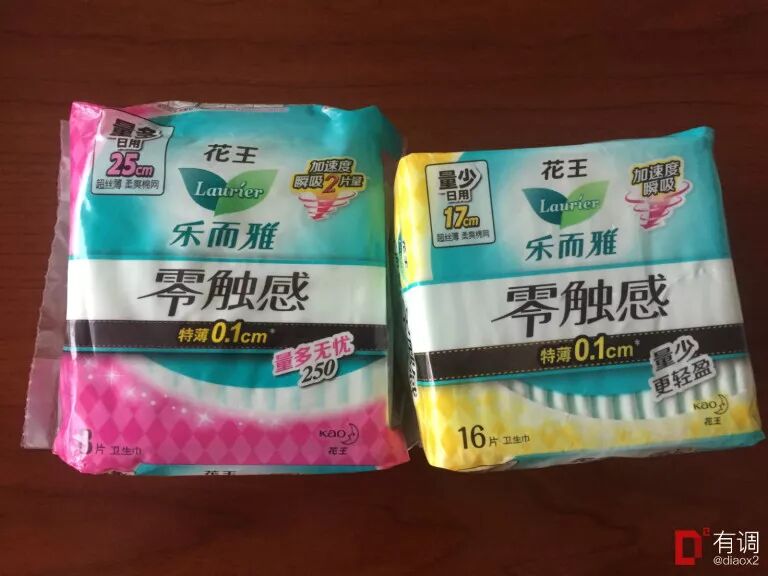 量多
日用
25cm
超丝薄 柔爽棉网
花王
Laurier
乐而雅
加速度
瞬吸2片量
零触感
特薄0.1cm*
量多无忧
250
8片 卫生巾
Kao
花王
花王
量少
日用
17cm
超丝薄 柔爽棉网
花王
Laurier
乐而雅
加速度
瞬吸
零触感
特薄0.1cm*
量少
更轻盈
16片 卫生巾
Kao
花王
有调
@diaox2